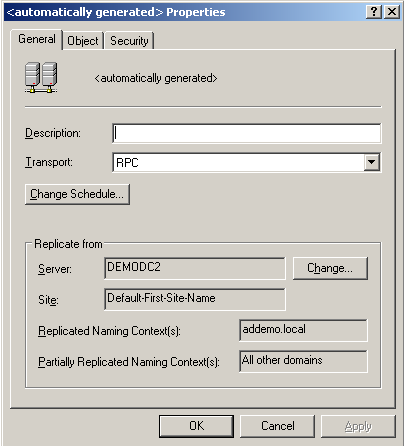 <automatically generated> Properties
General Object Security
<automatically generated>
Description:
Transport: RPC
Change Schedule...
Replicate from
Server: DEMODC2 Change...
Site: Default-First-Site-Name
Replicated Naming Context(s): addemo.local
Partially Replicated Naming Context(s): All other domains
OK Cancel Apply